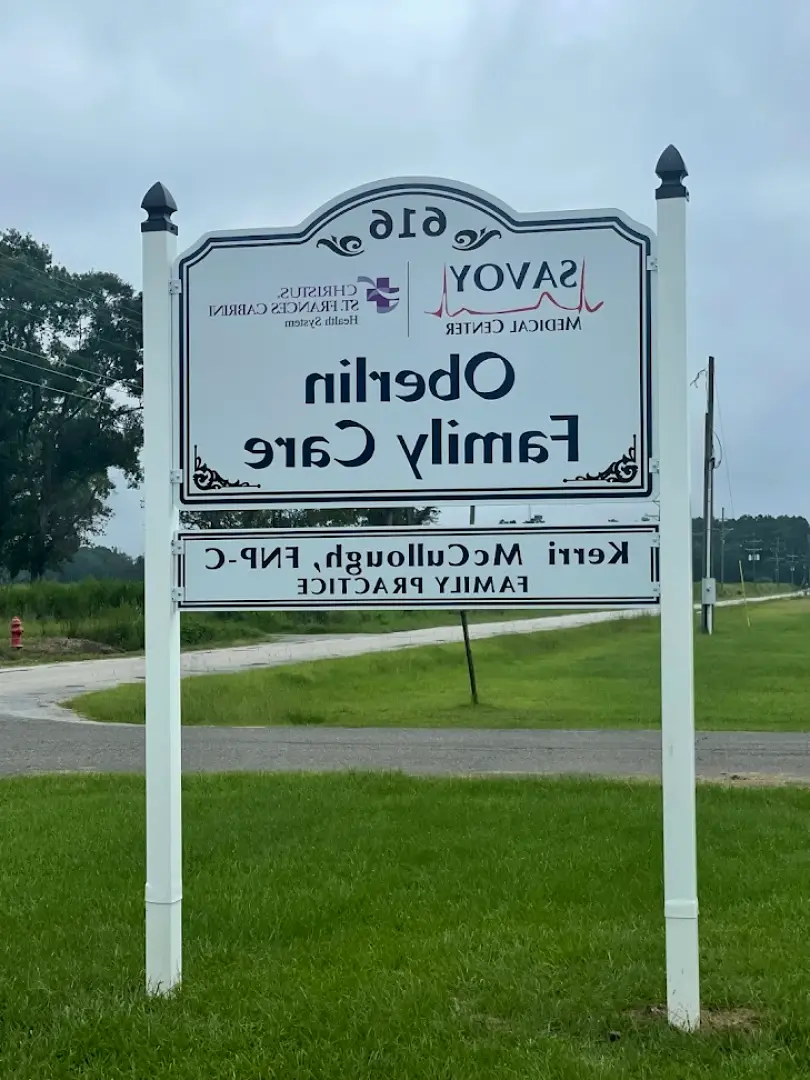 616
SAVOY
MEDICAL CENTER
CHRISTUS.
ST. FRANCES CABRINI
Health System
Oberlin
Family Care
Kerri McCullough, FNP-C
FAMILY PRACTICE